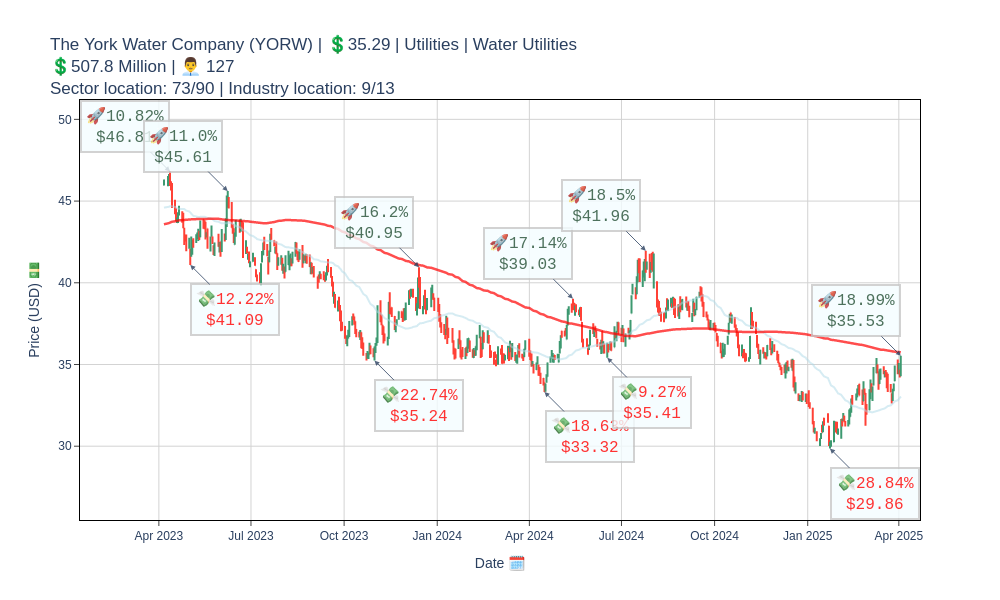 The York Water Company (YORW) | 💲35.29 | Utilities | Water Utilities
💲507.8 Million | 👨‍💼 127
Sector location: 73/90 | Industry location: 9/13
🚀10.82%
🚀11.0%
$45.61
🚀16.2%
$40.95
🚀17.14%
$39.03
🚀18.5%
$41.96
🚀18.99%
$35.53
💸12.22%
$41.09
💸22.74%
$35.24
$33.32
💸9.27%
$35.41
💸28.84%
$29.86
50
45
40
35
30
Price (USD) 💵
Apr 2023
Jul 2023
Oct 2023
Jan 2024
Apr 2024
Jul 2024
Oct 2024
Jan 2025
Apr 2025
Date 🗓️